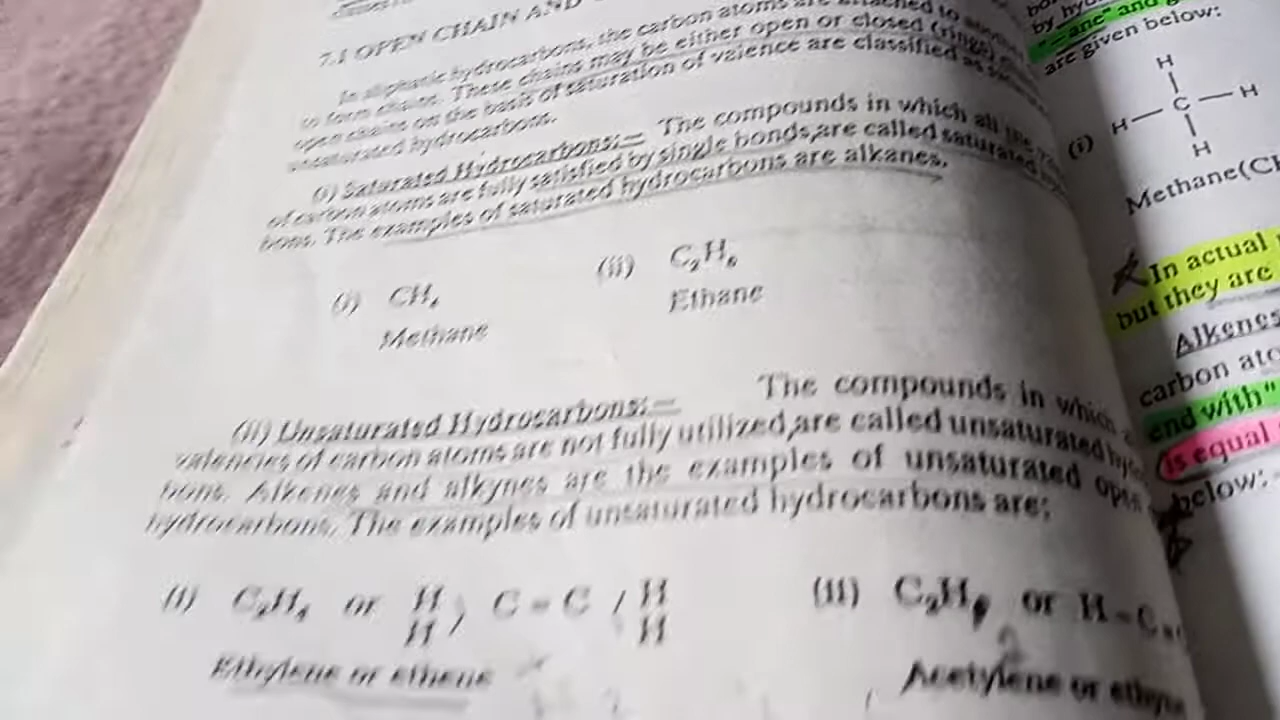 7.1 OPEN CHAIN AND
In aliphatic hydrocarbons, the carbon atoms are attached to
to form chains. These chains may be either open or closed (rings),
open chains on the basis of saturation of valence are classified as
unsaturated hydrocarbons.
(i) Saturated Hydrocarbons:— The compounds in which all the
of carbon atoms are fully satisfied by single bonds, are called saturated
bons. The examples of saturated hydrocarbons are alkanes.
(i) CH₄ (ii) C₂H₆
Methane Ethane
(ii) Unsaturated Hydrocarbons:— The compounds in which
valencies of carbon atoms are not fully utilized, are called unsaturated
bons. Alkenes and alkynes are the examples of unsaturated open
hydrocarbons. The examples of unsaturated hydrocarbons are;
(i) C₂H₄ or H H C = C H H (ii) C₂H 2 or H - C
Ethylene or ethene Acetylene or
"—ane" and
are given below:
H
H — C — H
H
(i)
Methane
In actual
but they are
Alkenes
carbon
end with"
is equal
below: